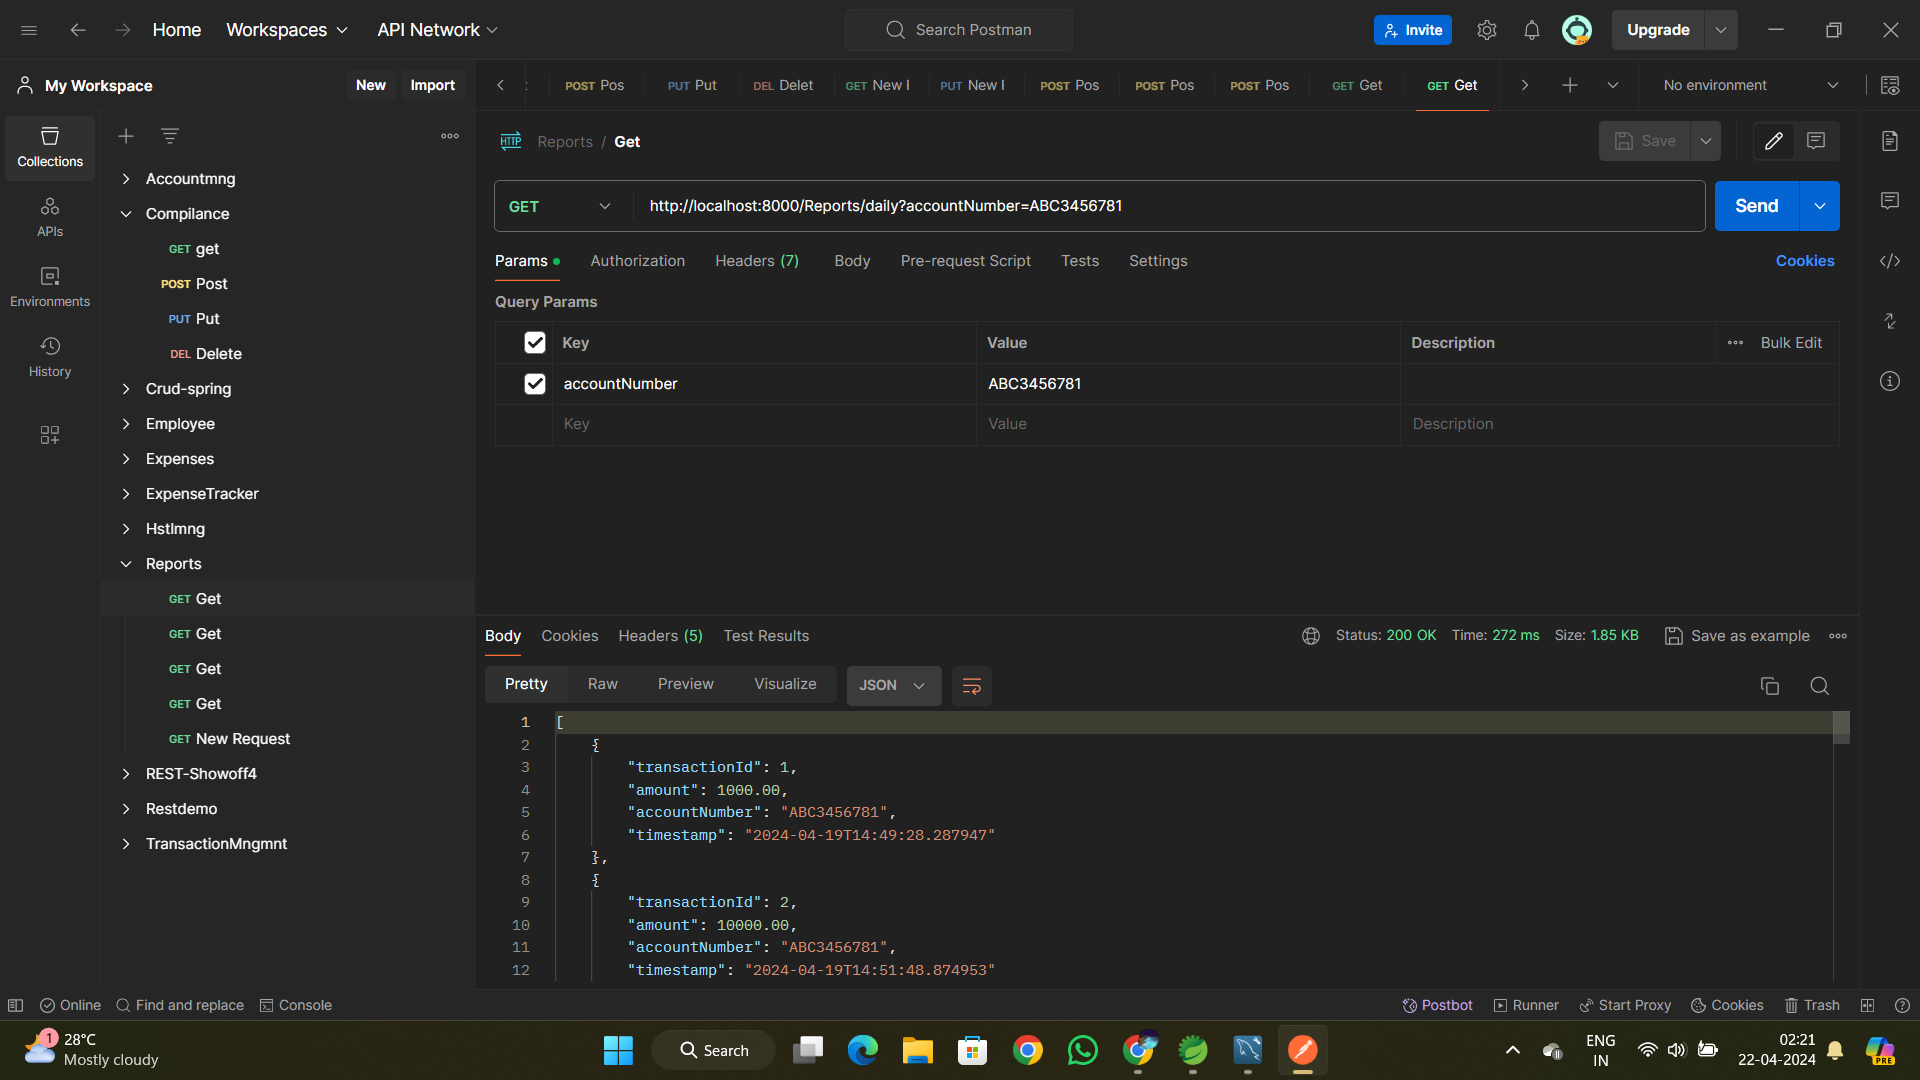 Home
Workspaces
API Network
Search Postman
Invite
Upgrade
My Workspace
New
Import
POST Pos
PUT Put
DEL Delet
GET New I
PUT New I
POST Pos
POST Pos
POST Pos
GET Get
GET Get
No environment
Collections
APIs
Environments
History
Accountmng
Compilance
GET get
POST Post
PUT Put
DEL Delete
Crud-spring
Employee
Expenses
ExpenseTracker
Hstlmng
Reports
GET Get
GET Get
GET Get
GET Get
GET New Request
REST-Showoff4
Restdemo
TransactionMngmnt
HTTP Reports / Get
Save
GET http://localhost:8000/Reports/daily?accountNumber=ABC3456781
Send
Params Authorization Headers (7) Body Pre-request Script Tests Settings Cookies
Query Params
Key Value Description Bulk Edit
accountNumber ABC3456781
Key Value Description
Body Cookies Headers (5) Test Results Status: 200 OK Time: 272 ms Size: 1.85 KB Save as example
Pretty Raw Preview Visualize JSON
1 [
2 {
3 "transactionId": 1,
4 "amount": 1000.00,
5 "accountNumber": "ABC3456781",
6 "timestamp": "2024-04-19T14:49:28.287947"
7 },
8 {
9 "transactionId": 2,
10 "amount": 10000.00,
11 "accountNumber": "ABC3456781",
12 "timestamp": "2024-04-19T14:51:48.874953"
Online Find and replace Console Postbot Runner Start Proxy Cookies Trash
1
28°C
Mostly cloudy
Search
PRE
ENG
IN
02:21
22-04-2024